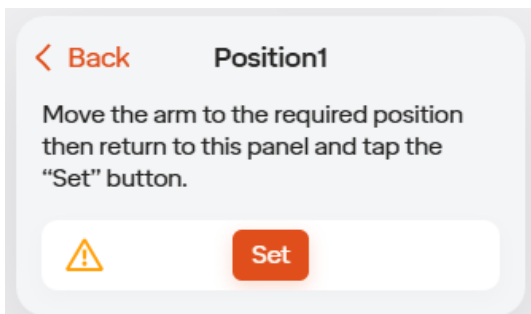 Back Position1
Move the arm to the required position
then return to this panel and tap the
“Set” button.
Set